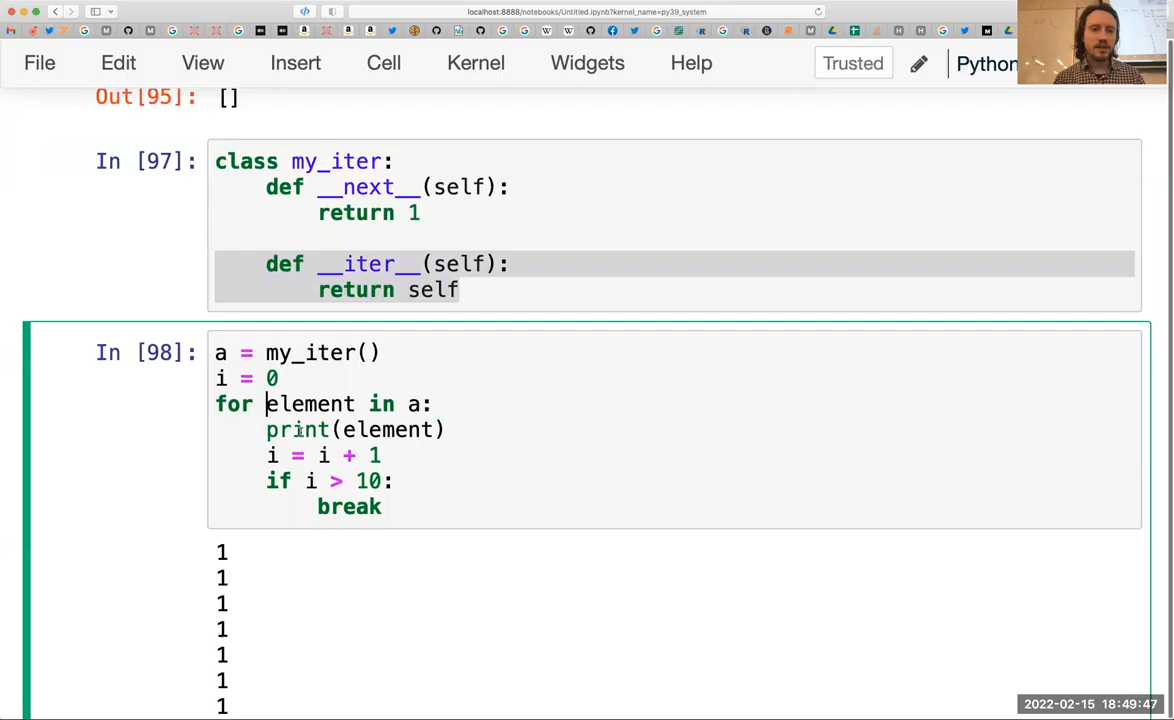 localhost:8888/notebooks/Untitled.ipynb?kernel_name=py39_system
File Edit View Insert Cell Kernel Widgets Help Trusted Python
Out[95]: []
In [97]: class my_iter:
def __next__(self):
return 1
def __iter__(self):
return self
In [98]: a = my_iter()
i = 0
for element in a:
print(element)
i = i + 1
if i > 10:
break
1
1
1
1
1
1
1
2022-02-15 18:49:47